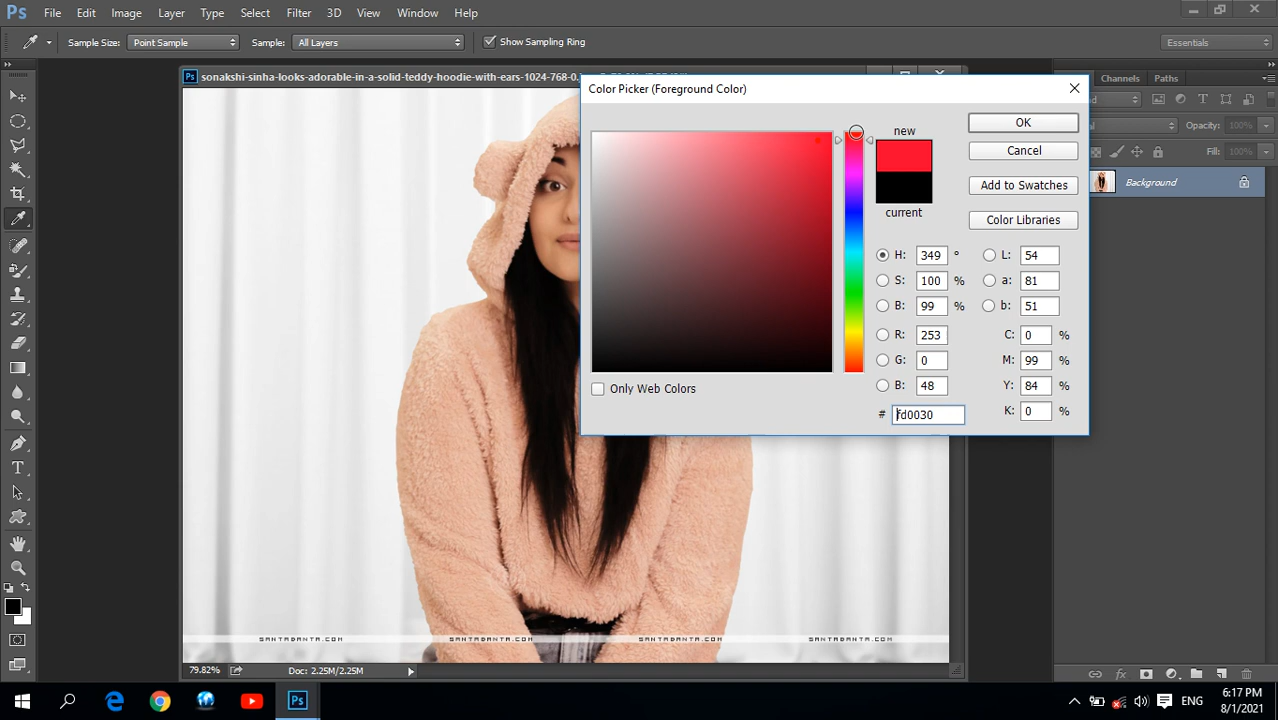 Ps File Edit Image Layer Type Select Filter 3D View Window Help
Sample Size: Point Sample Sample: All Layers Show Sampling Ring Essentials
Ps sonakshi-sinha-looks-adorable-in-a-solid-teddy-hoodie-with-ears-1024-768-0.
Channels Paths
Color Picker (Foreground Color)
Opacity: 100%
Fill: 100%
Background
new
current
OK
Cancel
Add to Swatches
Color Libraries
H: 349 °
S: 100 %
B: 99 %
R: 253
G: 0
B: 48
# fd0030
L: 54
a: 81
b: 51
C: 0 %
M: 99 %
Y: 84 %
K: 0 %
Only Web Colors
T
SANTABANTA.COM SANTABANTA.COM SANTABANTA.COM SANTABANTA.COM
79.82% Doc: 2.25M/2.25M
fx
Ps
ENG
6:17 PM
8/1/2021